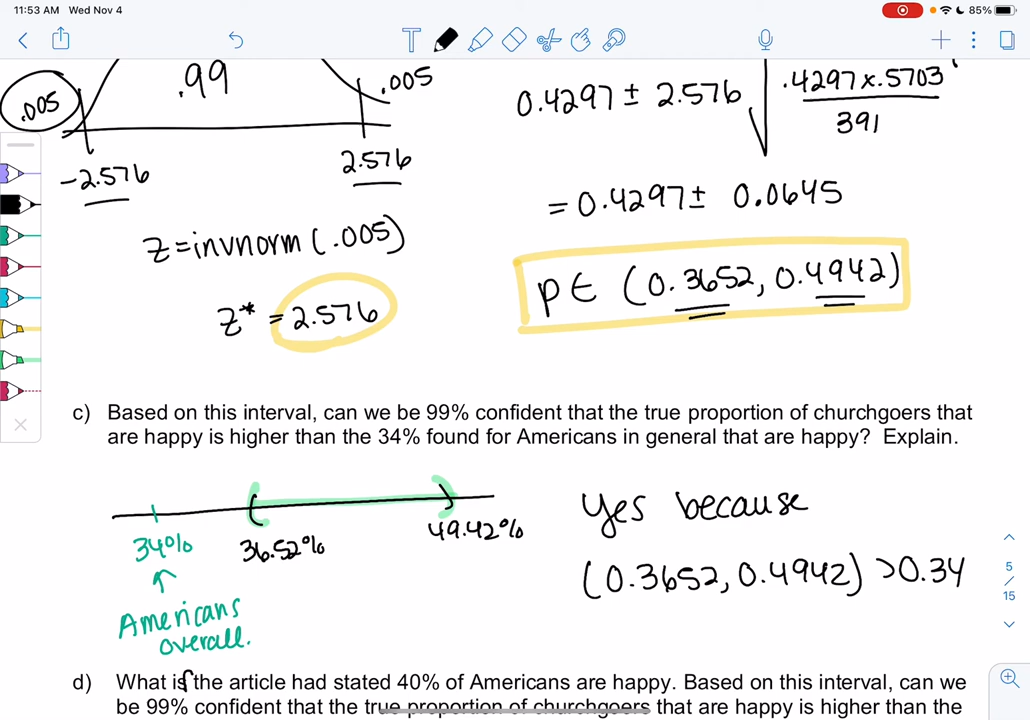 11:53 AM Wed Nov 4
85%
.99
.005
.005
-2.576
2.576
0.4297 ± 2.576 √ .4297 x .5703
391
= 0.4297 ± 0.0645
z = invnorm (.005)
z* = 2.576
p ∈ (0.3652, 0.4942)
c) Based on this interval, can we be 99% confident that the true proportion of churchgoers that
are happy is higher than the 34% found for Americans in general that are happy? Explain.
34%
36.52%
49.42%
Americans
overall.
Yes because
(0.3652, 0.4942) > 0.34
5
/
15
d) What if the article had stated 40% of Americans are happy. Based on this interval, can we
be 99% confident that the true proportion of churchgoers that are happy is higher than the